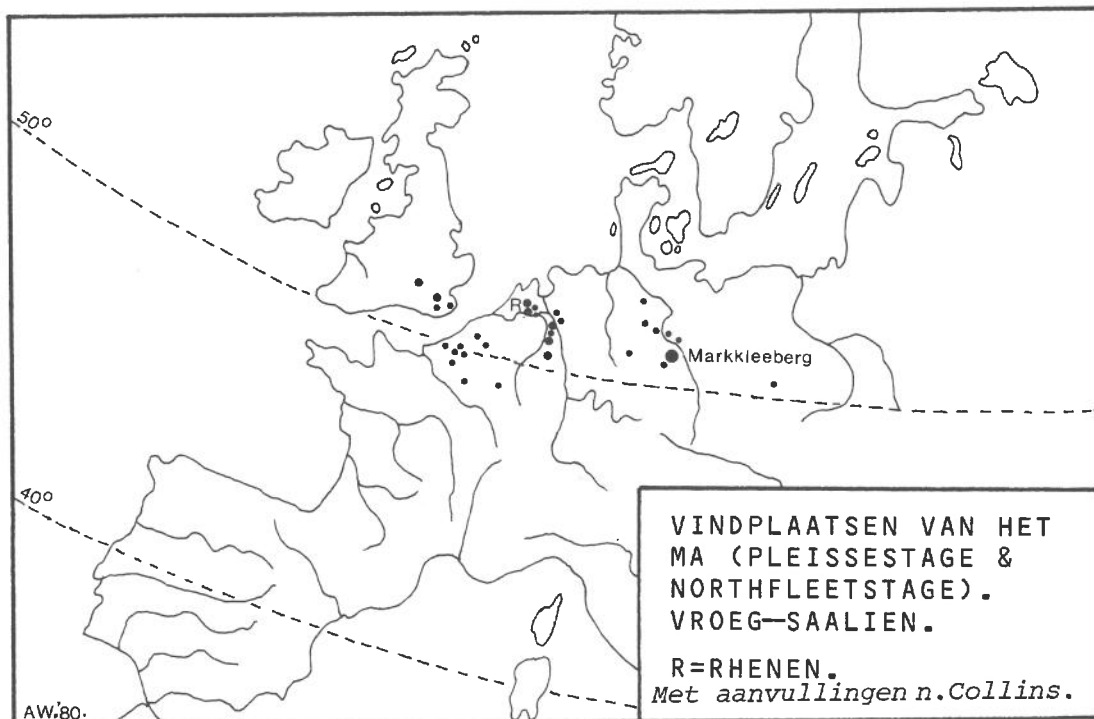 50°
R
Markkleeberg
40°
VINDPLAATSEN VAN HET
MA (PLEISSESTAGE &
NORTHFLEETSTAGE).
VROEG—SAALIEN.
R=RHENEN.
Met aanvullingen n.Collins.
AW.'80.